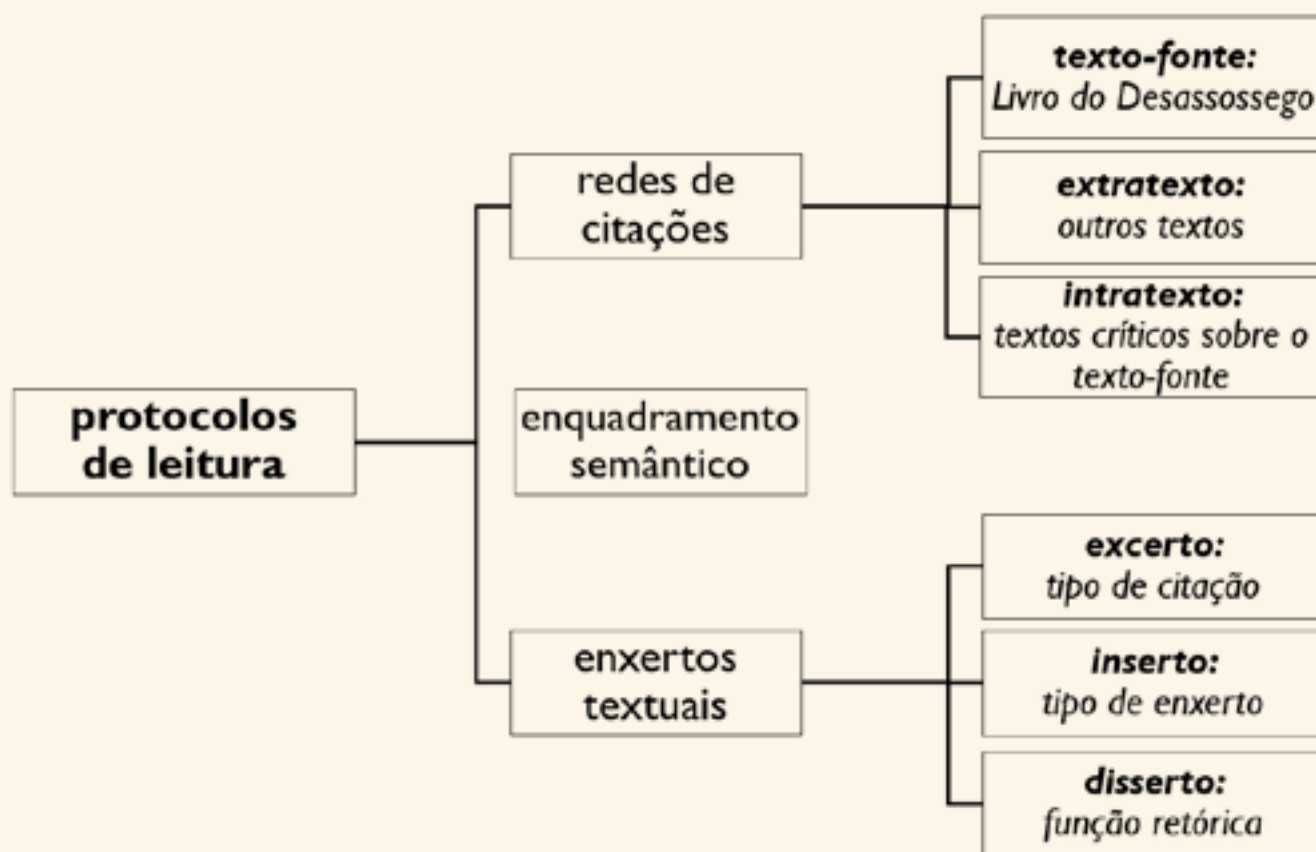 protocolos
de leitura
redes de
citações
texto-fonte:
Livro do Desassossego
extratexto:
outros textos
intratexto:
textos críticos sobre o
texto-fonte
enquadramento
semântico
enxertos
textuais
excerto:
tipo de citação
inserto:
tipo de enxerto
disserto:
função retórica